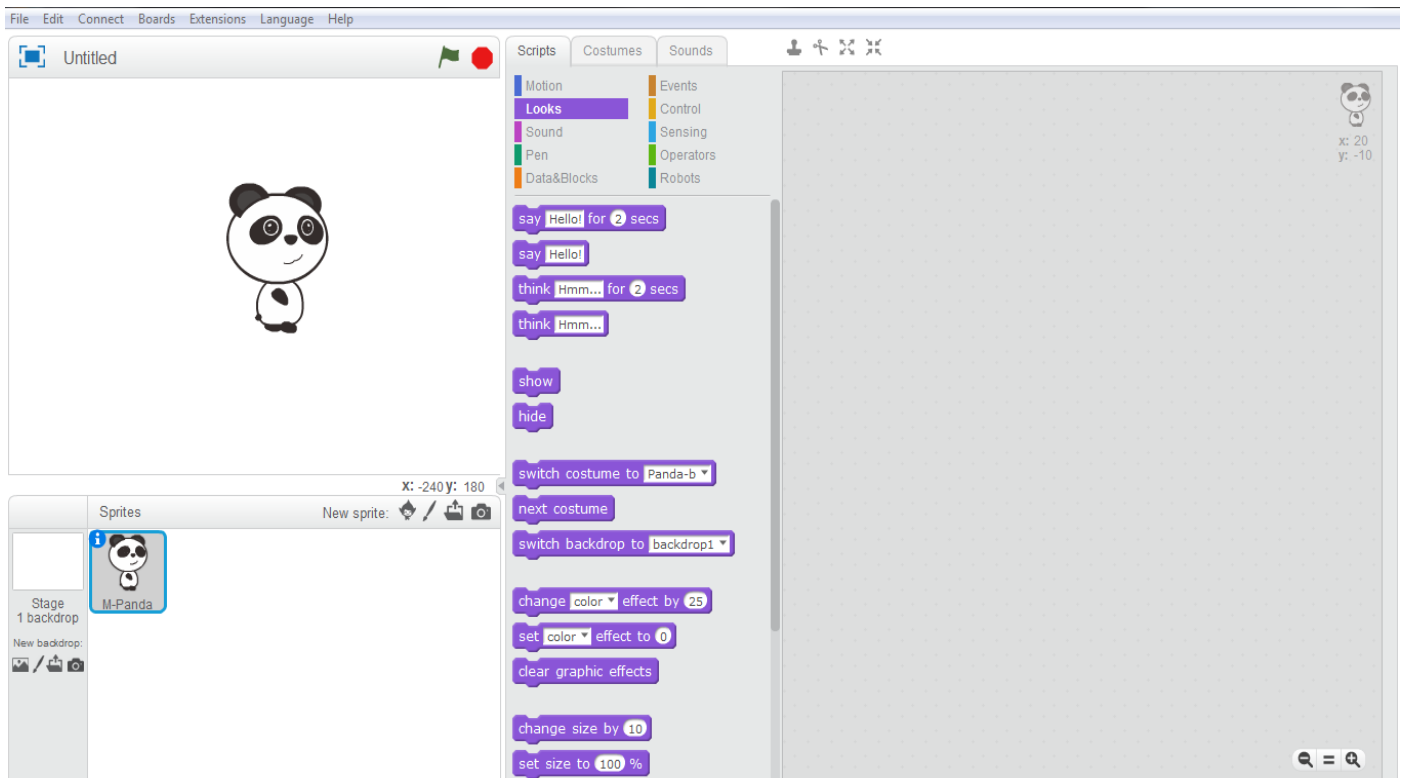 File Edit Connect Boards Extensions Language Help
Untitled
x: -240 y: 180
Sprites
New sprite:
Stage
1 backdrop
New backdrop:
M-Panda
Scripts Costumes Sounds
Motion Events
Looks Control
Sound Sensing
Pen Operators
Data&Blocks Robots
say Hello! for 2 secs
say Hello!
think Hmm... for 2 secs
think Hmm...
show
hide
switch costume to Panda-b
next costume
switch backdrop to backdrop1
change color effect by 25
set color effect to 0
clear graphic effects
change size by 10
set size to 100 %
x: 20
y: -10